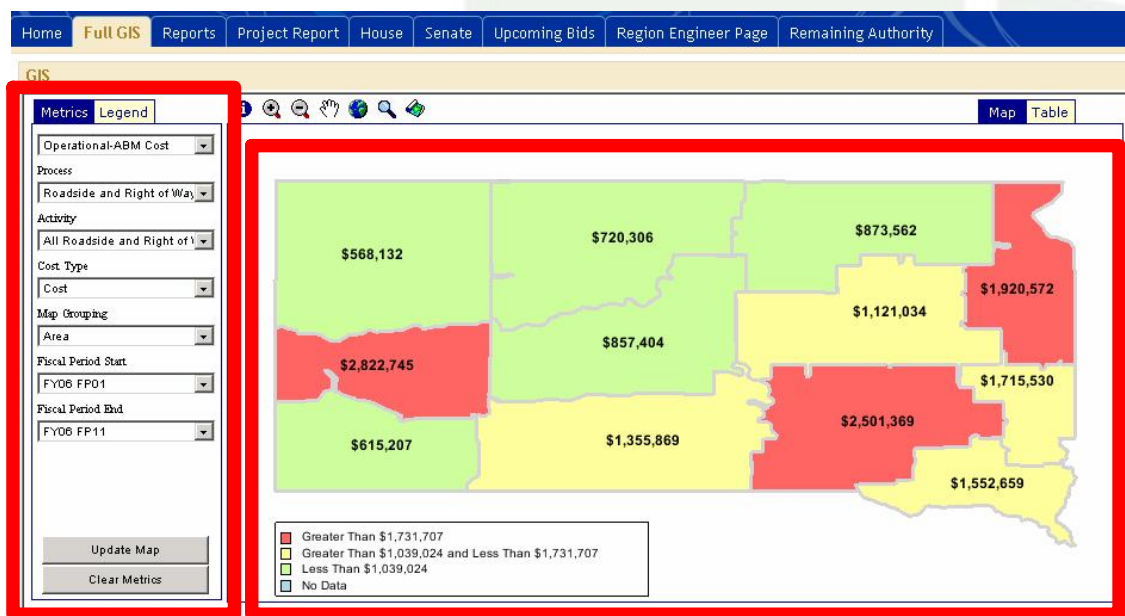 Home Full GIS Reports Project Report House Senate Upcoming Bids Region Engineer Page Remaining Authority
GIS
Metrics Legend
Map Table
Operational-ABM Cost
Process
Roadside and Right of Way
Activity
All Roadside and Right of
Cost Type
Cost
Map Grouping
Area
Fiscal Period Start
FY06 FP01
Fiscal Period End
FY06 FP11
Update Map
Clear Metrics
$568,132
$720,306
$873,562
$1,920,572
$1,121,034
$857,404
$2,822,745
$1,715,530
$2,501,369
$1,355,869
$615,207
$1,552,659
Greater Than $1,731,707
Greater Than $1,039,024 and Less Than $1,731,707
Less Than $1,039,024
No Data